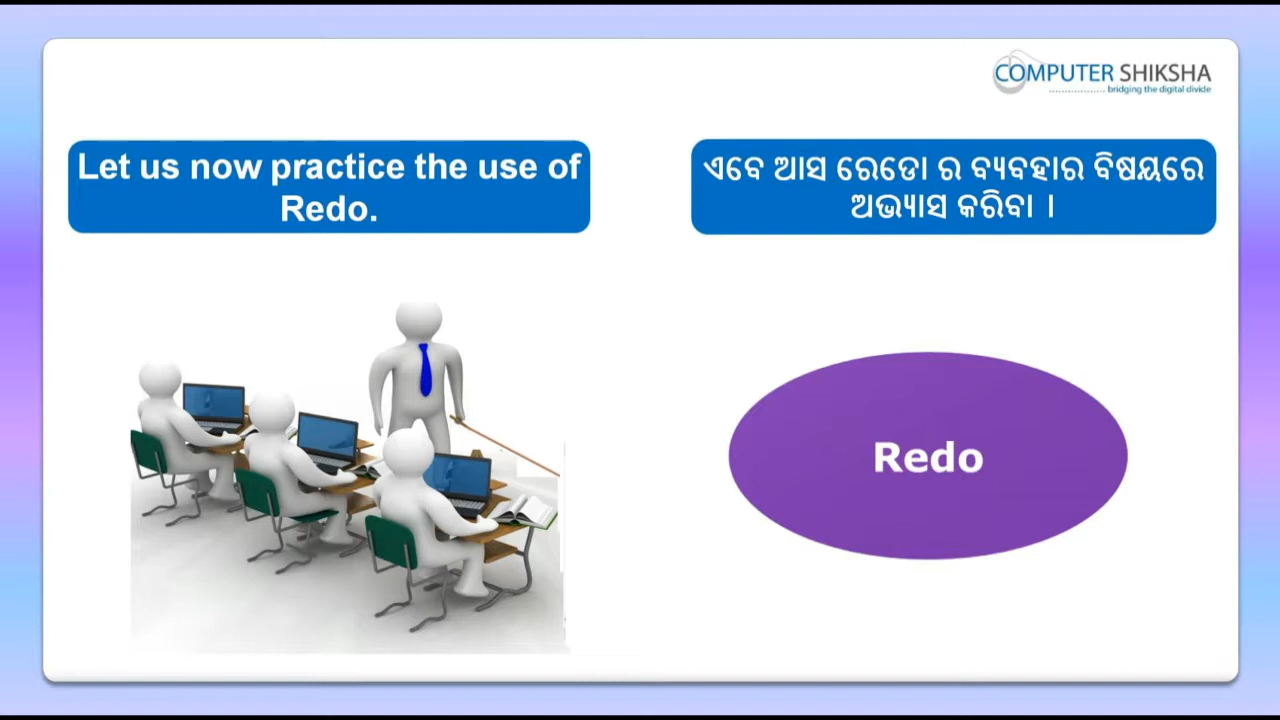 COMPUTER SHIKSHA
bridging the digital divide
Let us now practice the use of
Redo.
ଏବେ ଆସ ରେଡୋ ର ବ୍ୟବହାର ବିଷୟରେ
ଅଭ୍ୟାସ କରିବା ।
Redo